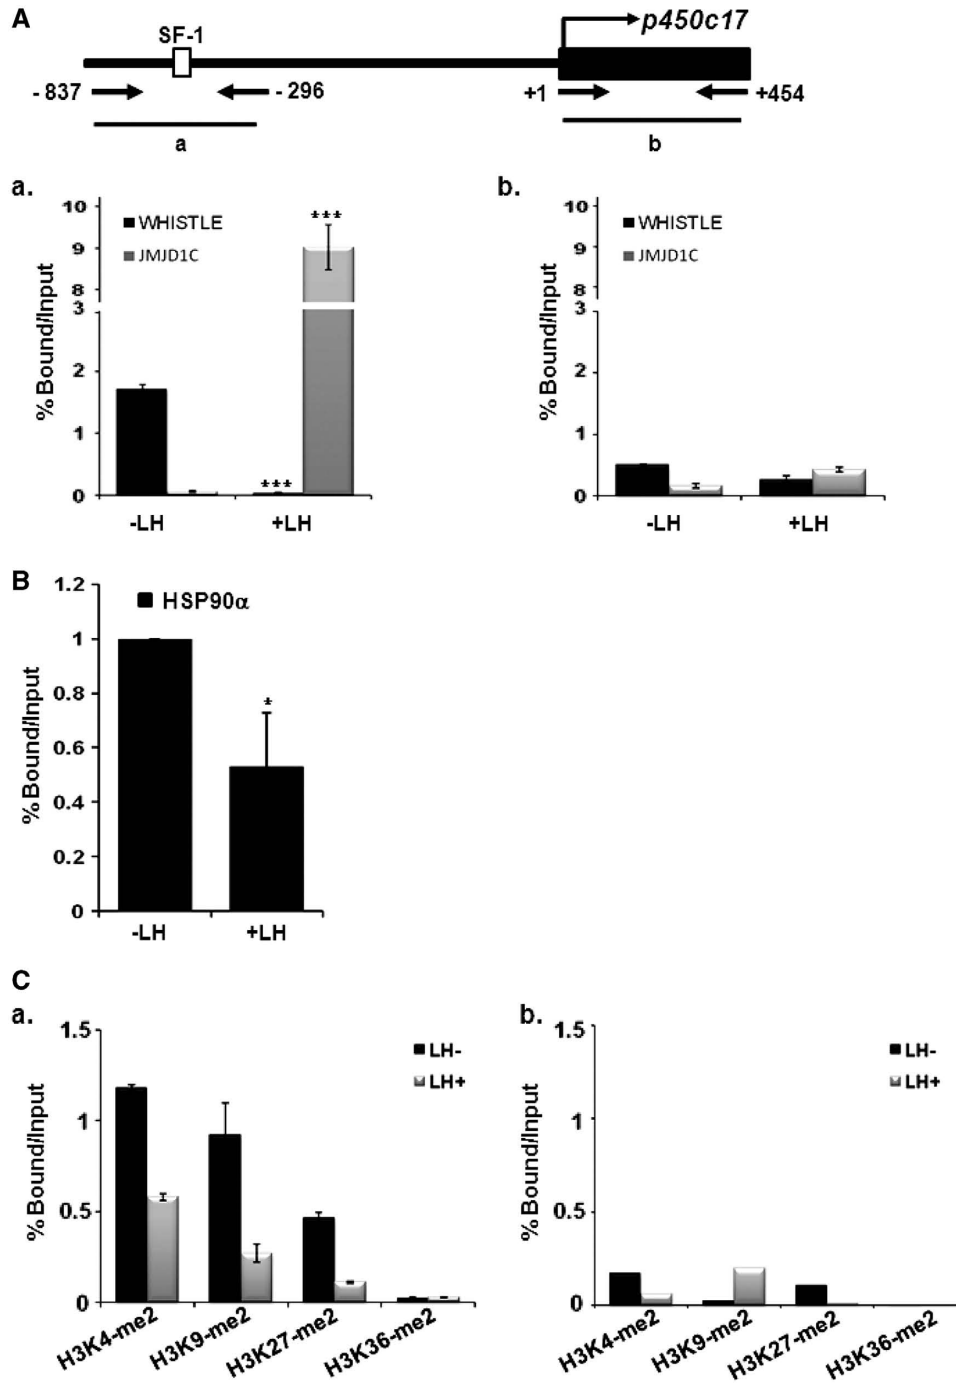 A
p450c17
SF-1
- 837
- 296
+1
+454
a
b
a.
10
9
8
3
2
1
0
% Bound/Input
WHISTLE
JMJD1C
***
***
-LH
+LH
b.
10
9
8
3
2
1
0
% Bound/Input
WHISTLE
JMJD1C
-LH
+LH
B
1.2
1
0.8
0.6
0.4
0.2
0
% Bound/Input
HSP90α
*
-LH
+LH
C
a.
1.5
1
0.5
0
% Bound/Input
LH-
LH+
H3K4-me2
H3K9-me2
H3K27-me2
H3K36-me2
b.
1.5
1
0.5
0
% Bound/Input
LH-
LH+
H3K4-me2
H3K9-me2
H3K27-me2
H3K36-me2